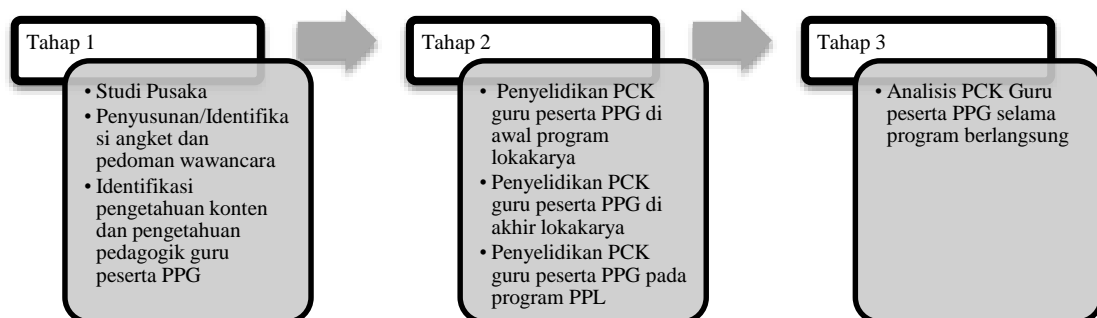 Tahap 1
• Studi Pusaka
• Penyusunan/Identifika
si angket dan
pedoman wawancara
• Identifikasi
pengetahuan konten
dan pengetahuan
pedagogik guru
peserta PPG
Tahap 2
• Penyelidikan PCK
guru peserta PPG di
awal program
lokakarya
• Penyelidikan PCK
guru peserta PPG di
akhir lokakarya
• Penyelidikan PCK
guru peserta PPG pada
program PPL
Tahap 3
• Analisis PCK Guru
peserta PPG selama
program berlangsung